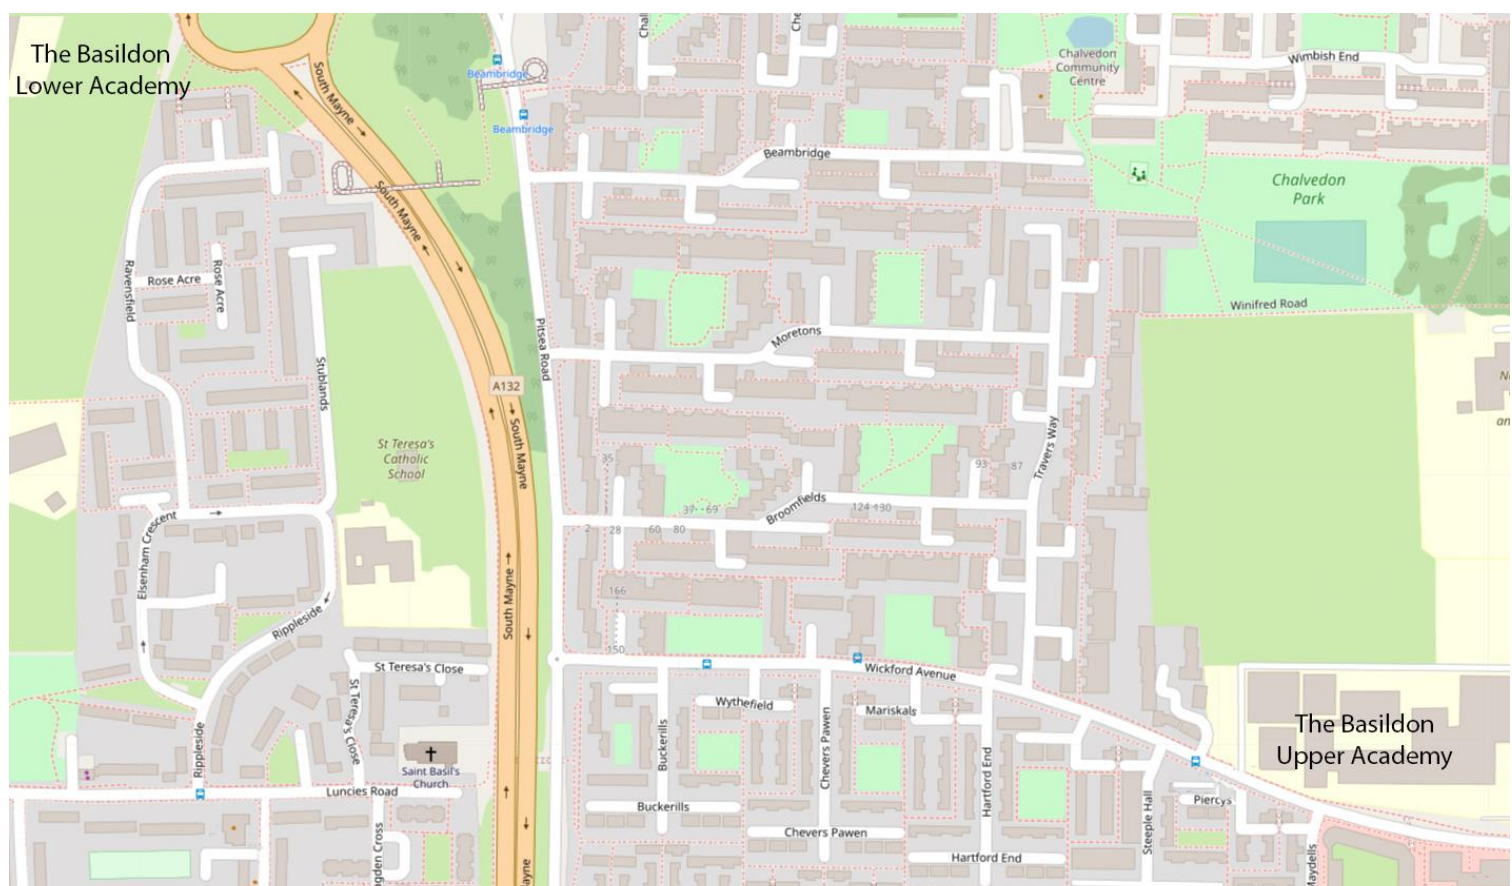 The Basildon
Lower Academy
South Mayne
Beambridge
Beambridge
Chalvedon
Community
Centre
Wimbish End
Beambridge
South Mayne
Chalvedon
Park
Ravensfield
Rose Acre
Rose Acre
Winifred Road
Pitsea Road
Moretons
Stublands
A132
South Mayne
St Teresa's
Catholic
School
Travers Way
35
93
87
37 - 69
Broomfields
124-130
2
28
60
80
Elsenham Crescent
South Mayne
166
150
Rippleside
St Teresa's Close
Wickford Avenue
St Teresa's Close
Wythefield
Mariskals
Buckerills
Chevers Pawen
The Basildon
Upper Academy
Rippleside
Saint Basil's
Church
Hartford End
Luncies Road
Buckerills
Piercys
Steeple Hall
Chevers Pawen
Hartford End